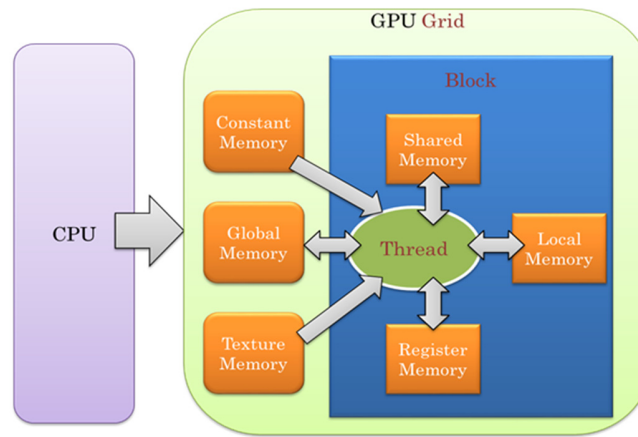 GPU Grid
Block
Constant
Memory
Shared
Memory
CPU
Global
Memory
Thread
Local
Memory
Texture
Memory
Register
Memory